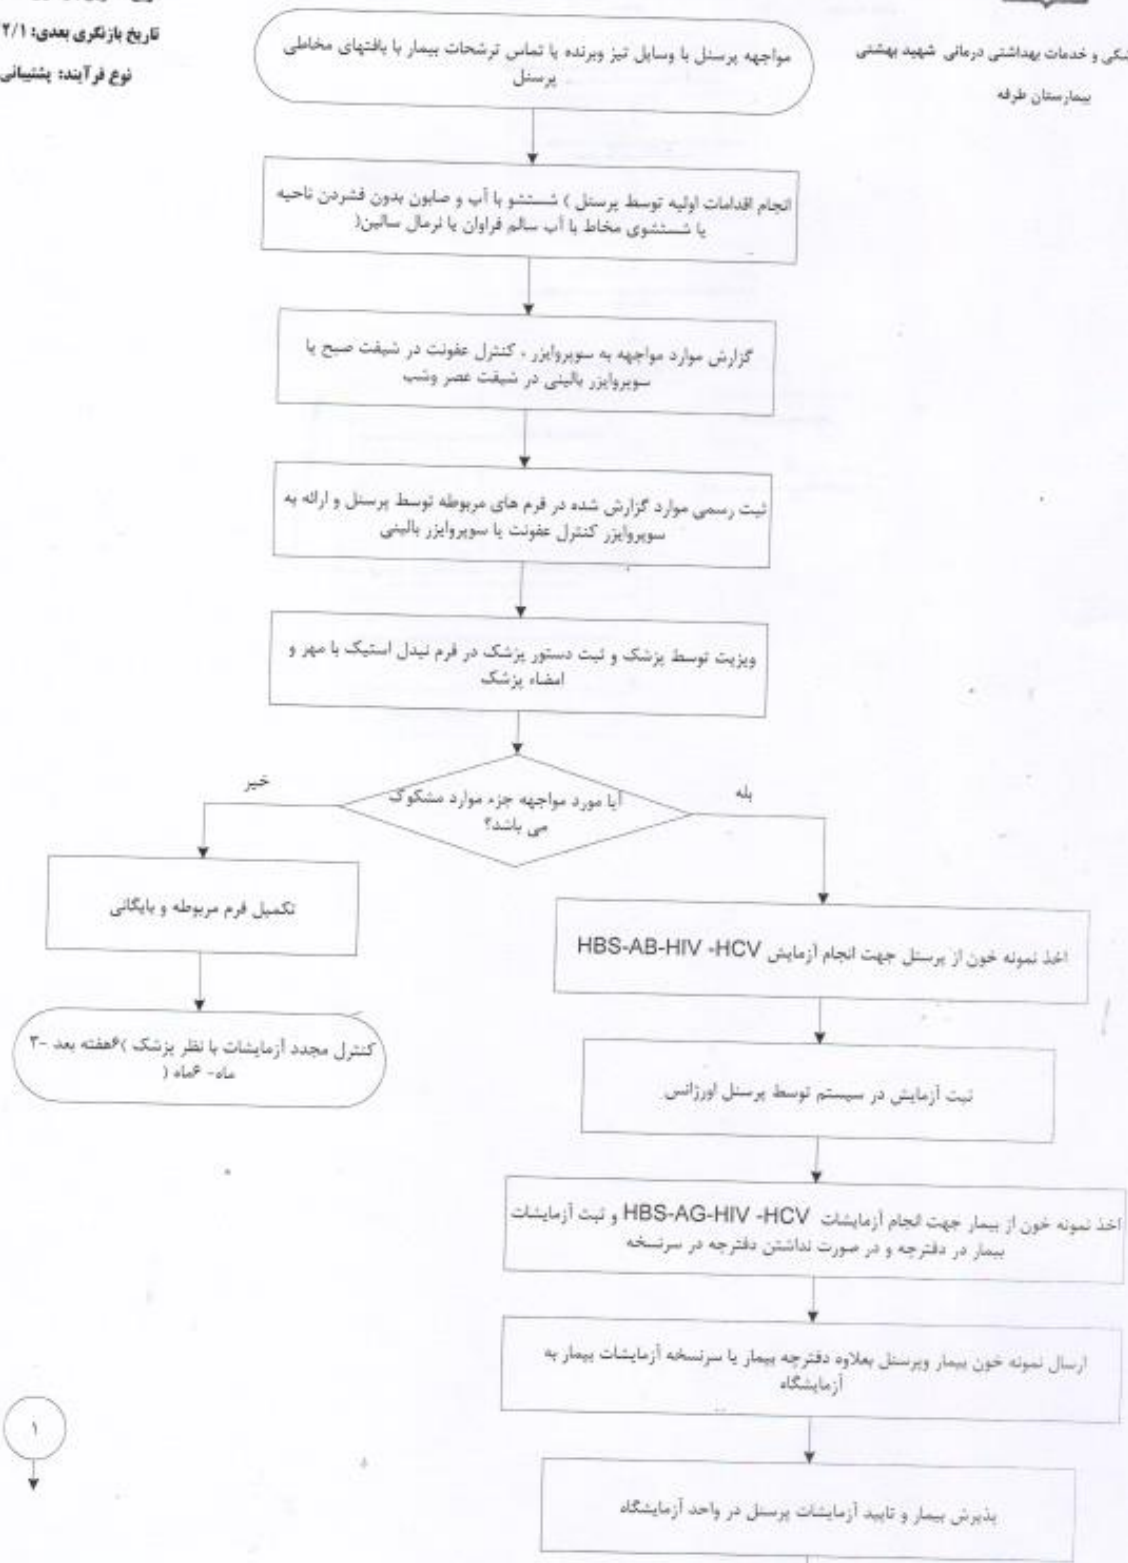 تاریخ بازنگری بعدی: ۲/۱
نوع فرآیند: پشتیبانی
شکی و خدمات بهداشتی درمانی شهید بهشتی
بیمارستان طرفه
مواجهه پرسنل با وسایل تیز وبرنده یا تماس ترشحات بیمار با بافتهای مخاطی
پرسنل
انجام اقدامات اولیه توسط پرسنل ) شستشو با آب و صابون بدون فشردن ناحیه
یا شستشوی مخاط با آب سالم فراوان یا نرمال سالین(
گزارش موارد مواجهه به سوپروایزر ، کنترل عفونت در شیفت صبح یا
سوپروایزر بالینی در شیفت عصر وشب
ثبت رسمی موارد گزارش شده در فرم های مربوطه توسط پرسنل و ارائه به
سوپروایزر کنترل عفونت یا سوپروایزر بالینی
ویزیت توسط پزشک و ثبت دستور پزشک در فرم نیدل استیک با مهر و
امضاء پزشک
آیا مورد مواجهه جزء موارد مشکوک
می باشد؟
بله
خیر
تکمیل فرم مربوطه و بایگانی
کنترل مجدد آزمایشات با نظر پزشک )۶هفته بعد -۳
ماه- ۶ماه (
اخذ نمونه خون از پرسنل جهت انجام آزمایش HBS-AB-HIV -HCV
ثبت آزمایش در سیستم توسط پرسنل اورژانس
اخذ نمونه خون از بیمار جهت انجام آزمایشات HBS-AG-HIV -HCV و ثبت آزمایشات
بیمار در دفترچه و در صورت نداشتن دفترچه در سرنسخه
ارسال نمونه خون بیمار وپرسنل بعلاوه دفترچه بیمار یا سرنسخه آزمایشات بیمار به
آزمایشگاه
پذیرش بیمار و تایید آزمایشات پرسنل در واحد آزمایشگاه
۱